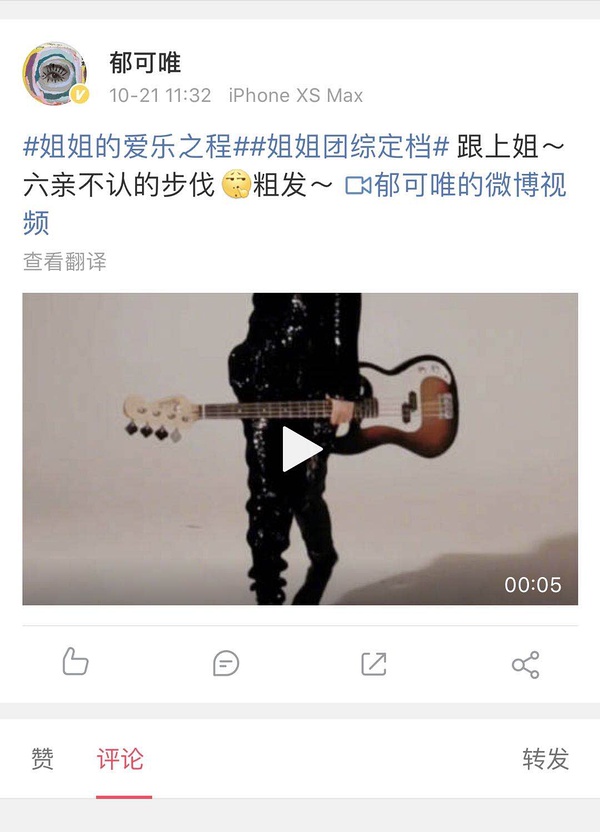 郁可唯
10-21 11:32 iPhone XS Max
#姐姐的爱乐之程##姐姐团综定档# 跟上姐～
六亲不认的步伐 粗发～ 郁可唯的微博视
频
查看翻译
00:05
赞 评论 转发